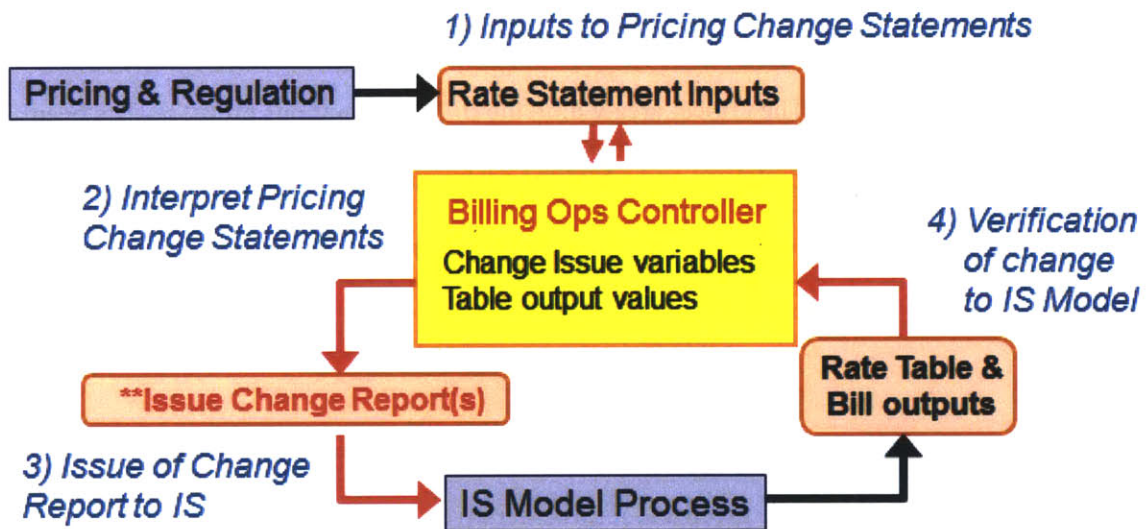 1) Inputs to Pricing Change Statements
Pricing & Regulation
Rate Statement Inputs
2) Interpret Pricing
Change Statements
Billing Ops Controller
Change Issue variables
Table output values
4) Verification
of change
to IS Model
**Issue Change Report(s)
Rate Table &
Bill outputs
3) Issue of Change
Report to IS
IS Model Process